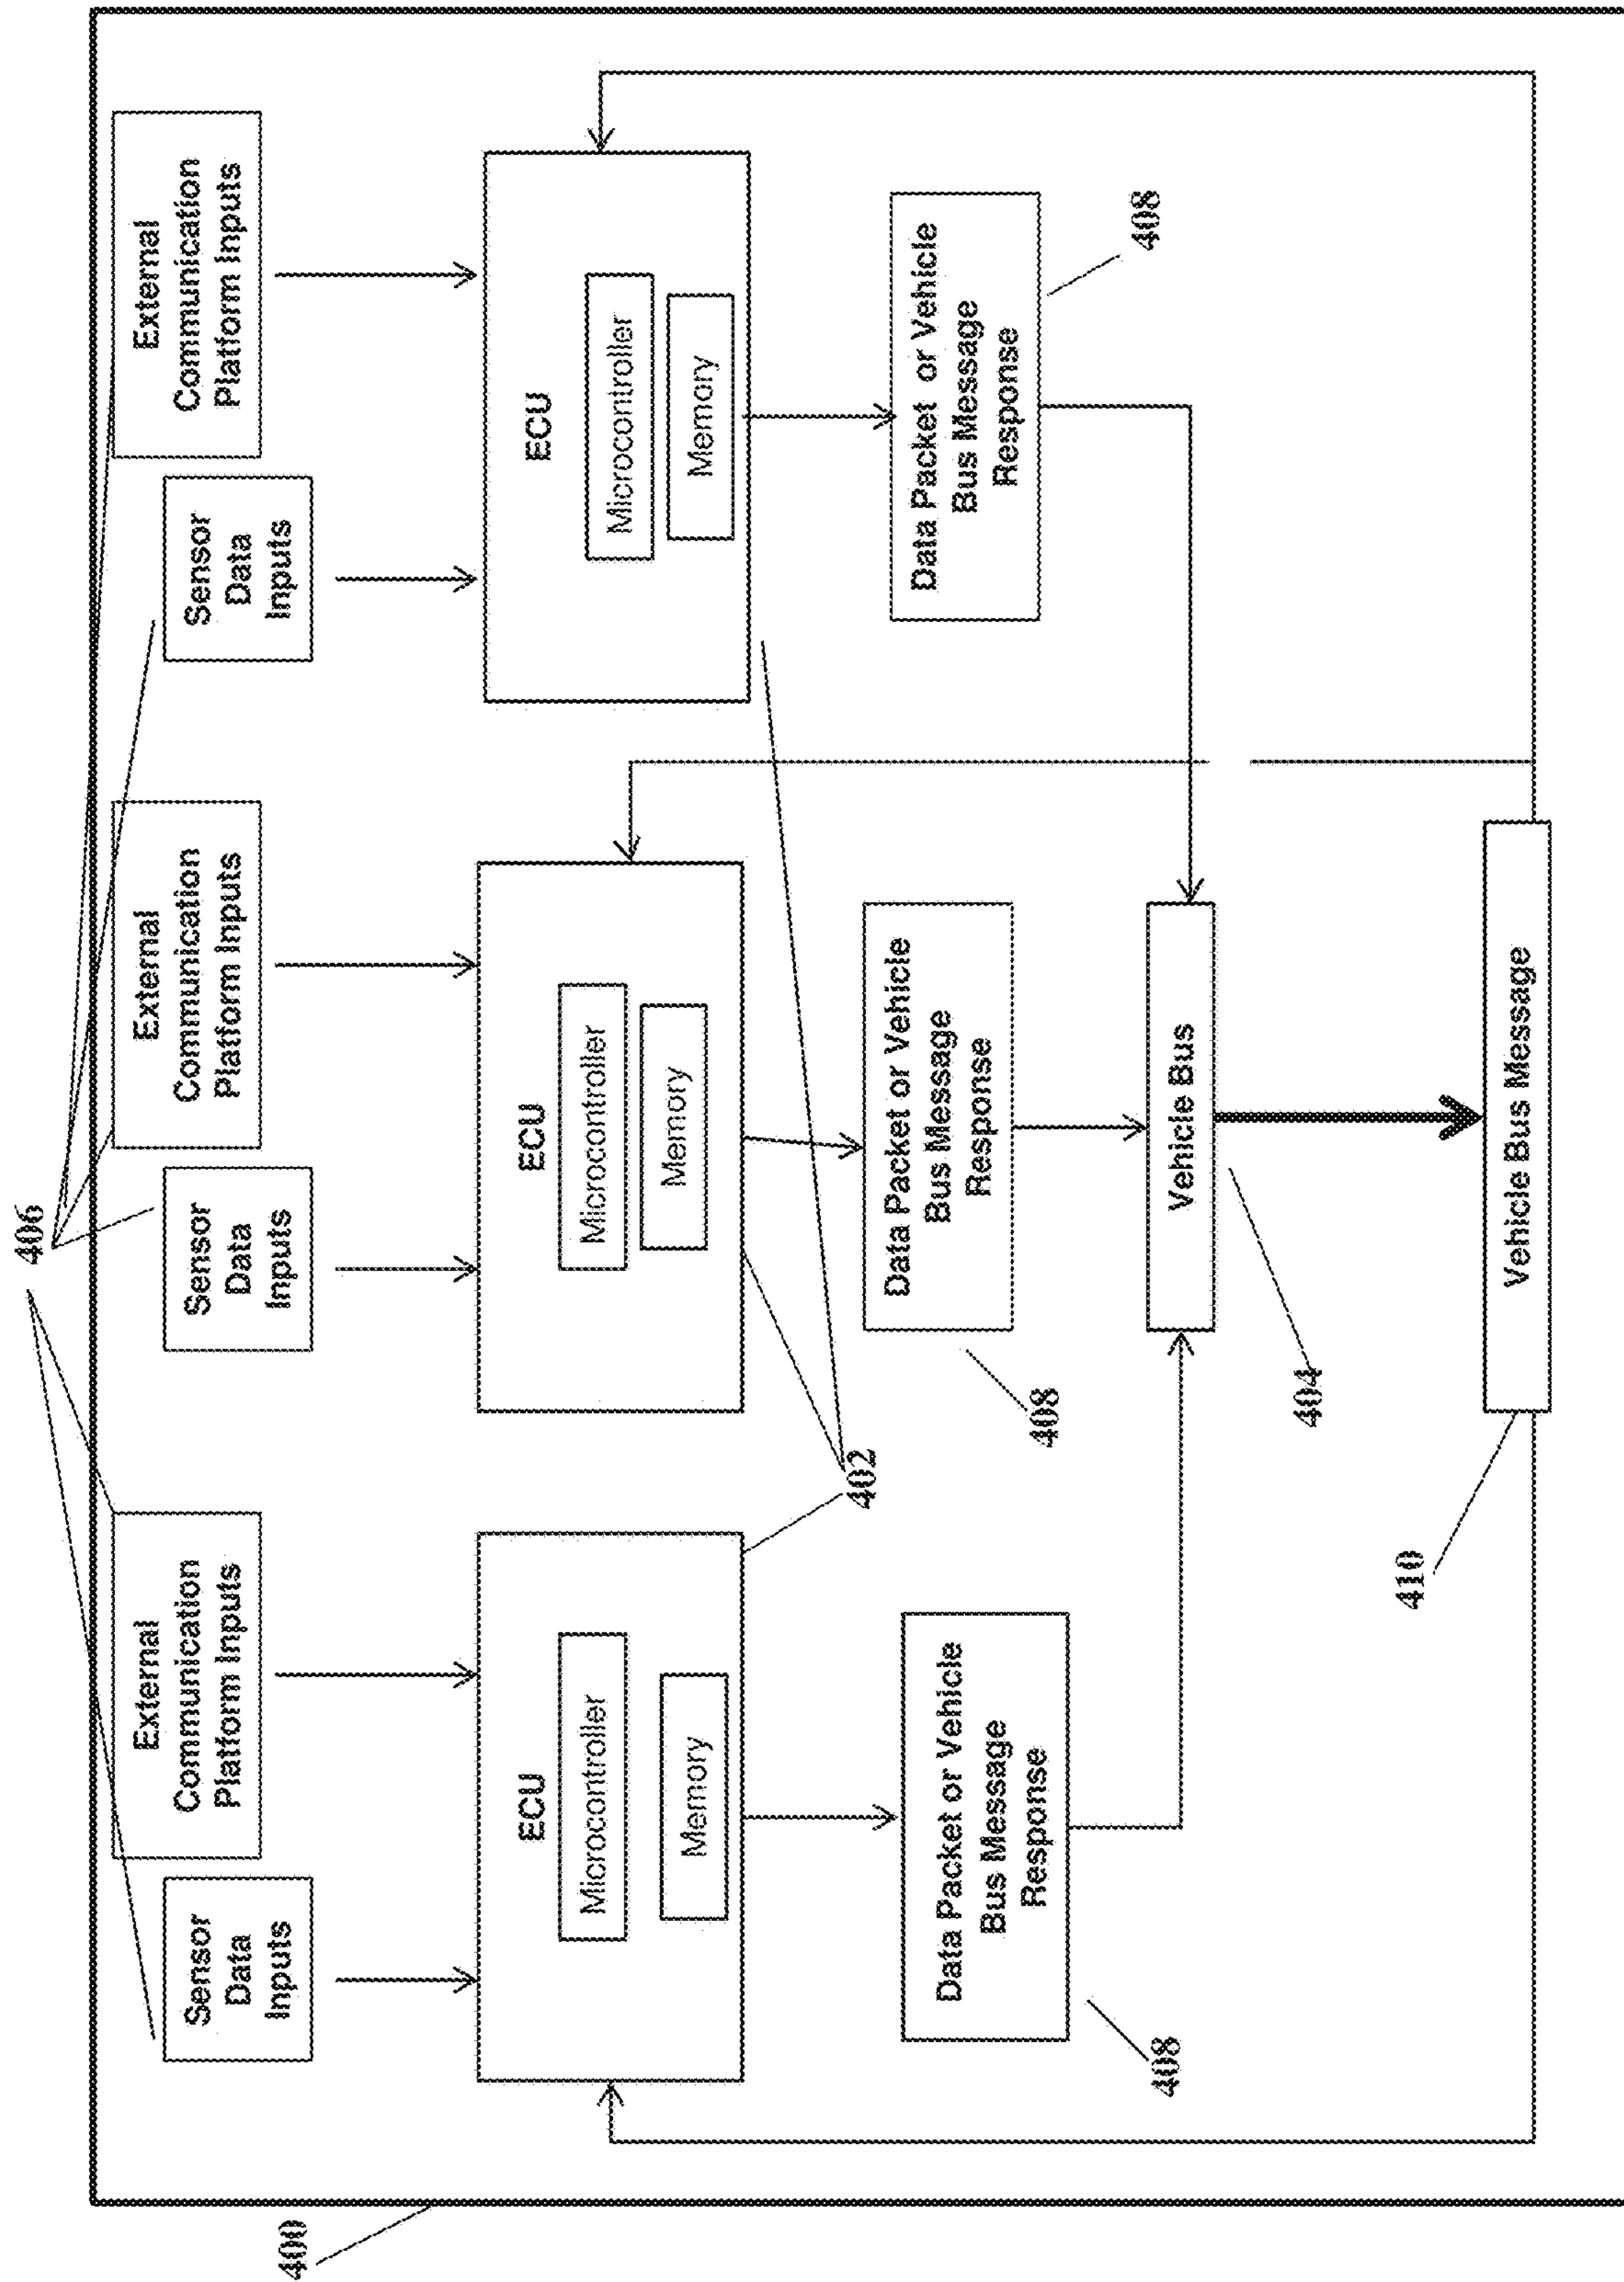 406
Sensor
Data
Inputs
External
Communication
Platform Inputs
Sensor
Data
Inputs
External
Communication
Platform Inputs
Sensor
Data
Inputs
External
Communication
Platform Inputs
400
ECU
Microcontroller
Memory
ECU
Microcontroller
Memory
ECU
Microcontroller
Memory
402
Data Packet or Vehicle
Bus Message
Response
408
Data Packet or Vehicle
Bus Message
Response
408
Data Packet or Vehicle
Bus Message
Response
408
Vehicle Bus
404
410
Vehicle Bus Message